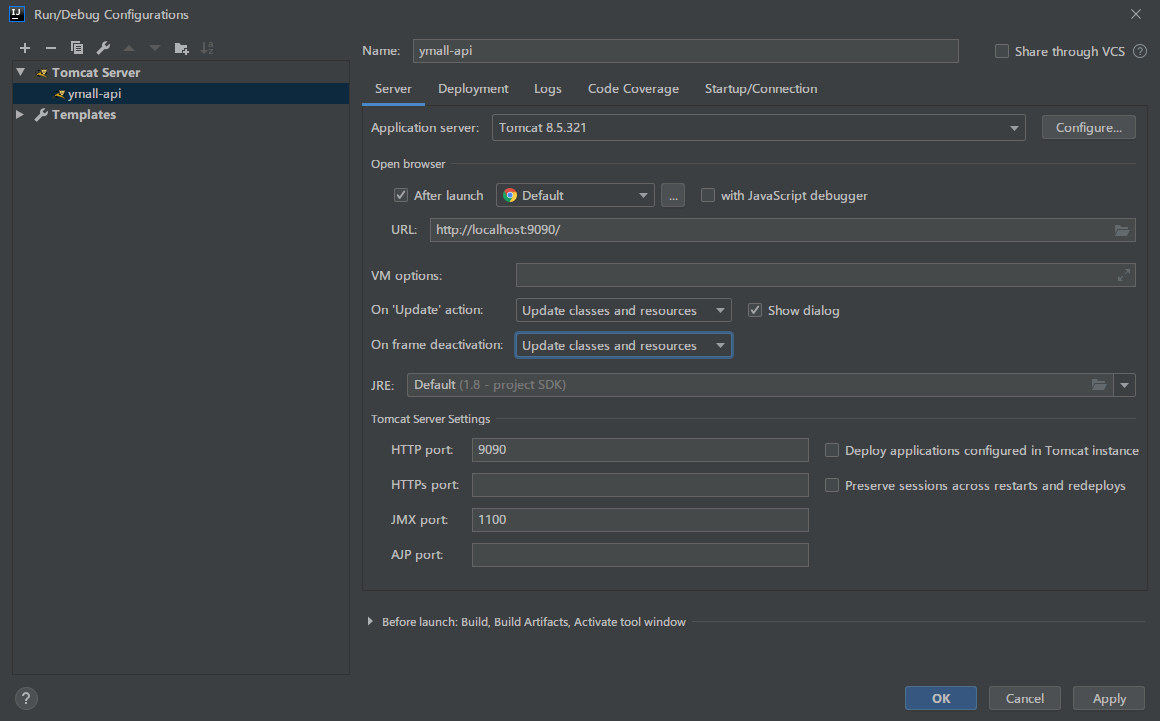 Run/Debug Configurations
Name: ymall-api
Share through VCS ?
Tomcat Server
ymall-api
Templates
Server Deployment Logs Code Coverage Startup/Connection
Application server: Tomcat 8.5.321 Configure...
Open browser
After launch Default ... with JavaScript debugger
URL: http://localhost:9090/
VM options:
On 'Update' action: Update classes and resources Show dialog
On frame deactivation: Update classes and resources
JRE: Default (1.8 - project SDK)
Tomcat Server Settings
HTTP port: 9090 Deploy applications configured in Tomcat instance
HTTPs port: Preserve sessions across restarts and redeploys
JMX port: 1100
AJP port:
Before launch: Build, Build Artifacts, Activate tool window
? OK Cancel Apply